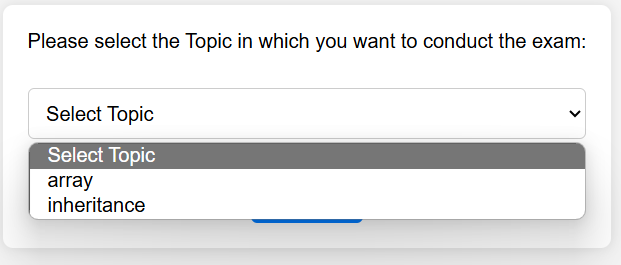 Please select the Topic in which you want to conduct the exam:
Select Topic
Select Topic
array
inheritance